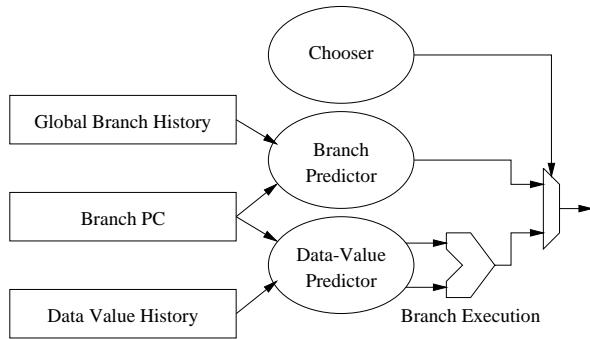 Chooser
Global Branch History
Branch
Predictor
Branch PC
Data-Value
Predictor
Data Value History
Branch Execution